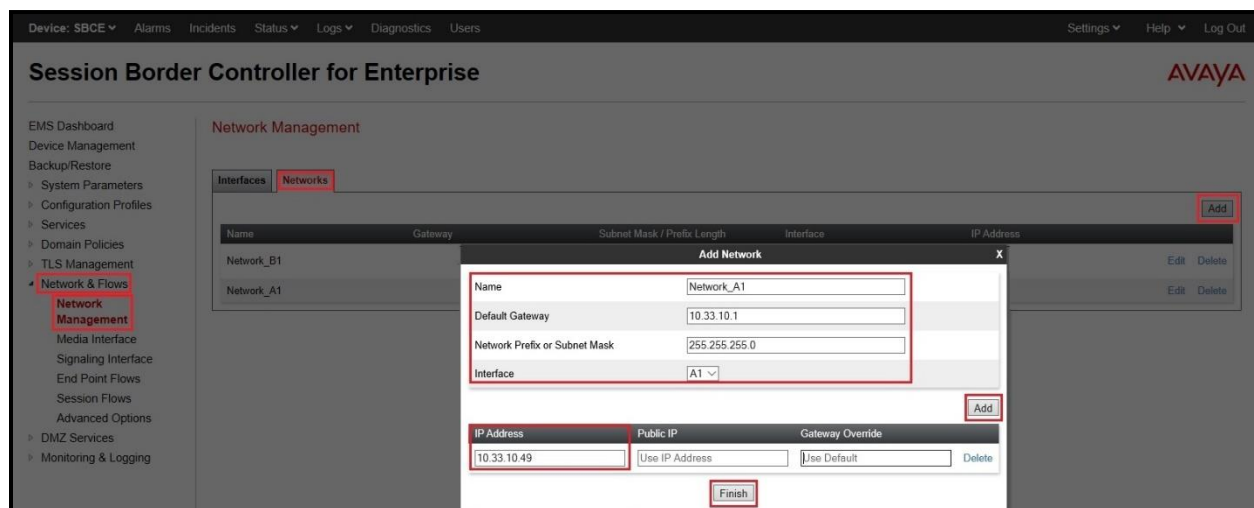 Device: SBCE Alarms Incidents Status Logs Diagnostics Users Settings Help Log Out
Session Border Controller for Enterprise
AVAYA
EMS Dashboard
Device Management
Backup/Restore
System Parameters
Configuration Profiles
Services
Domain Policies
TLS Management
Network & Flows
Network
Management
Media Interface
Signaling Interface
End Point Flows
Session Flows
Advanced Options
DMZ Services
Monitoring & Logging
Network Management
Interfaces Networks
Add
Name Gateway Subnet Mask / Prefix Length Interface IP Address
Network_B1 Edit Delete
Network_A1 Edit Delete
Add Network X
Name Network_A1
Default Gateway 10.33.10.1
Network Prefix or Subnet Mask 255.255.255.0
Interface A1
Add
IP Address Public IP Gateway Override
10.33.10.49 Use IP Address Use Default Delete
Finish